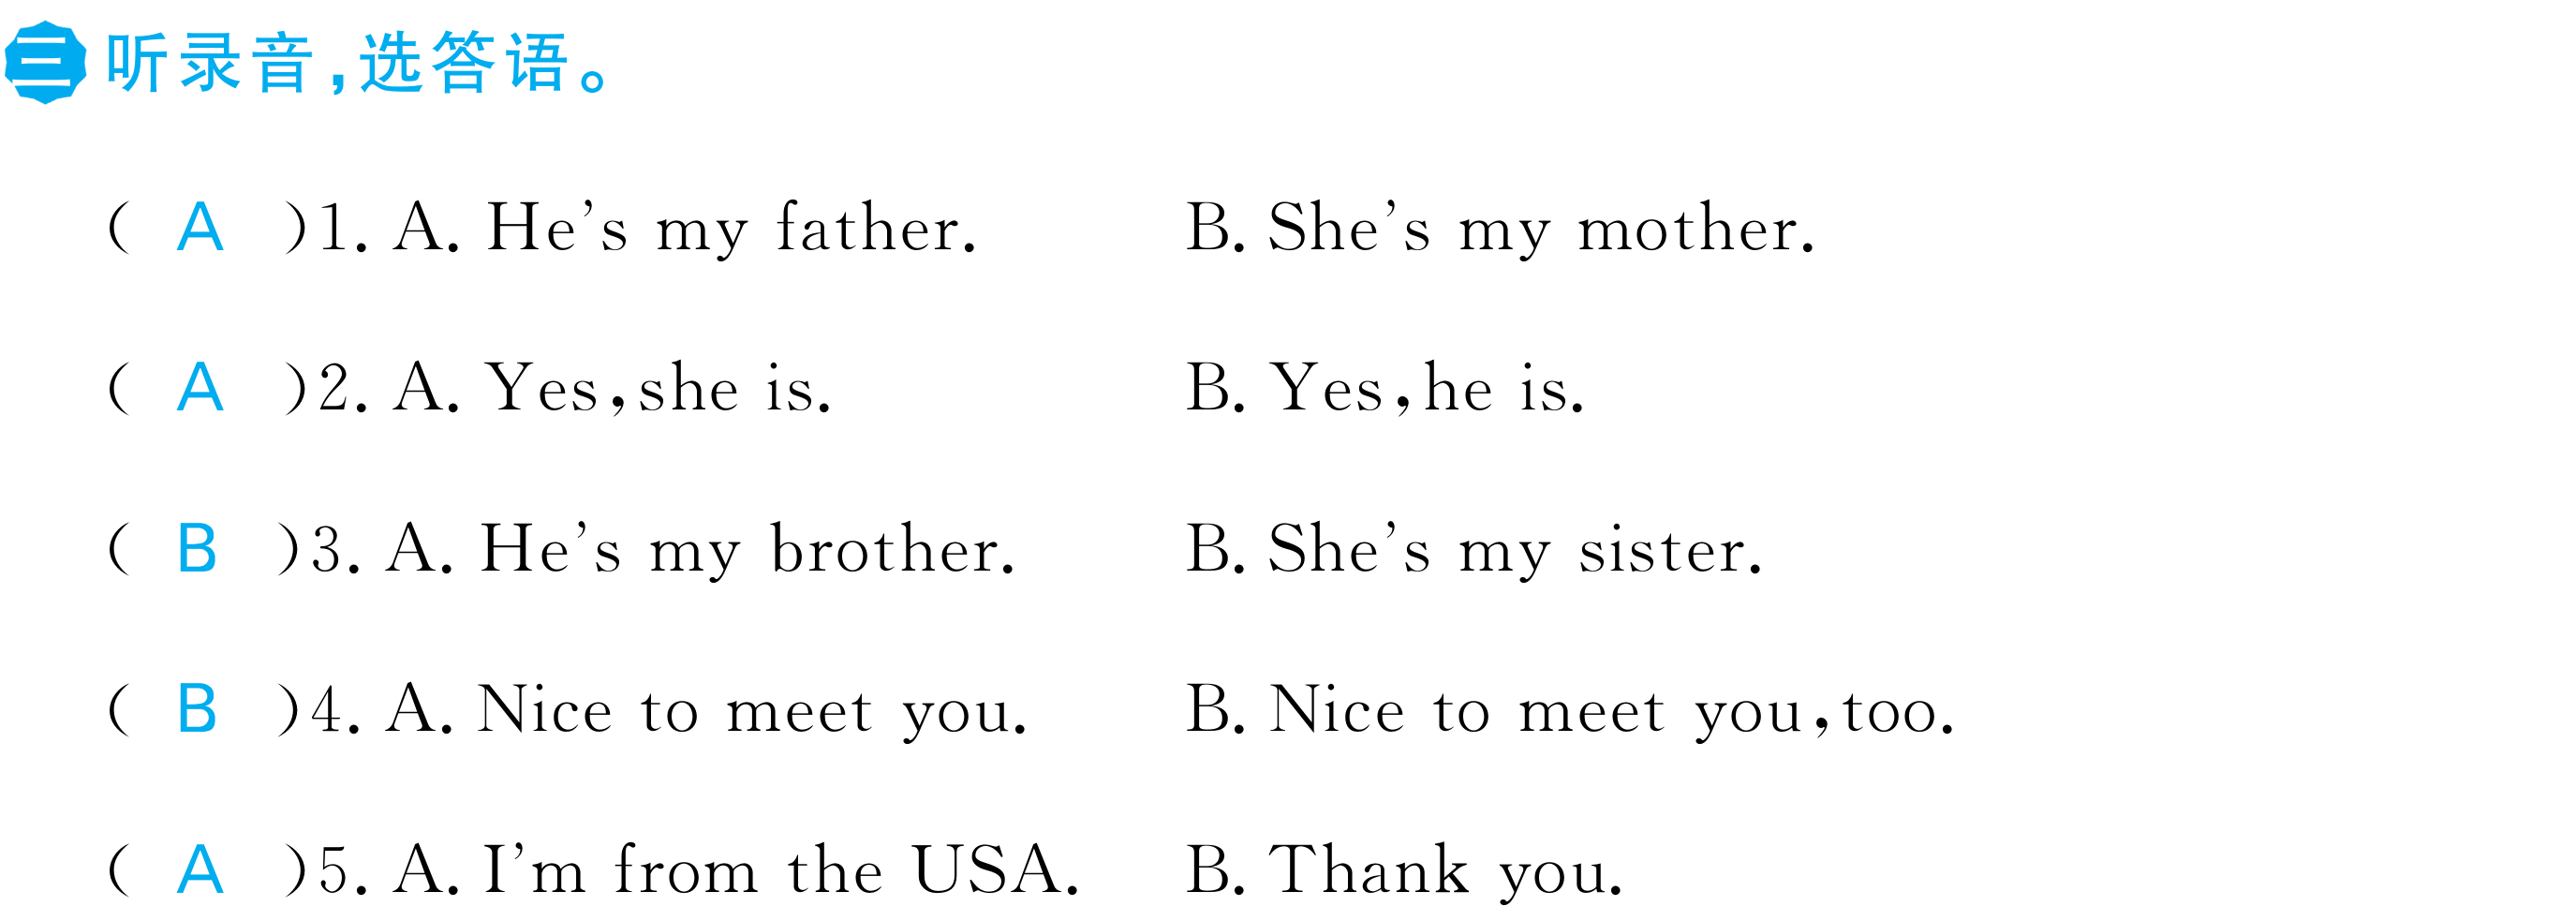 三 听录音,选答语。
( A )1. A. He's my father. B. She's my mother.
( A )2. A. Yes,she is. B. Yes,he is.
( B )3. A. He's my brother. B. She's my sister.
( B )4. A. Nice to meet you. B. Nice to meet you,too.
( A )5. A. I'm from the USA. B. Thank you.